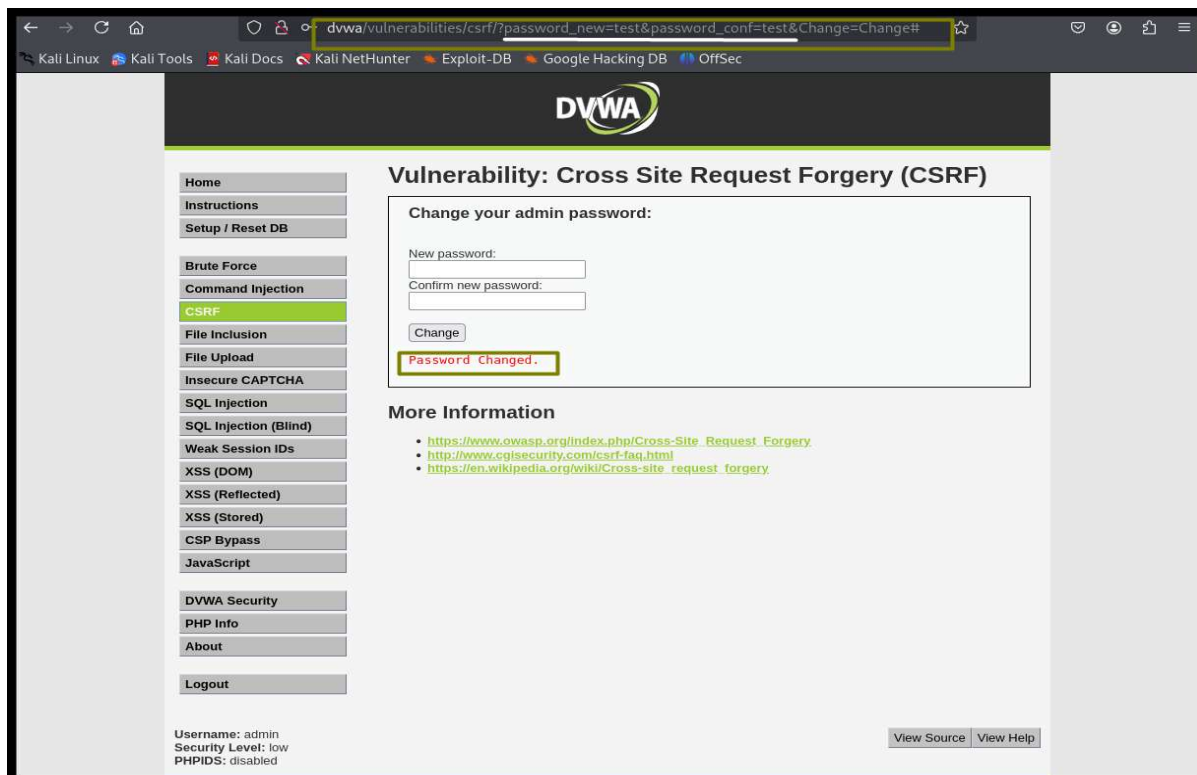 dvwa/vulnerabilities/csrf/?password_new=test&password_conf=test&Change=Change#
Kali Linux Kali Tools Kali Docs Kali NetHunter Exploit-DB Google Hacking DB OffSec
DVWA
Home
Instructions
Setup / Reset DB
Brute Force
Command Injection
CSRF
File Inclusion
File Upload
Insecure CAPTCHA
SQL Injection
SQL Injection (Blind)
Weak Session IDs
XSS (DOM)
XSS (Reflected)
XSS (Stored)
CSP Bypass
JavaScript
DVWA Security
PHP Info
About
Logout
Vulnerability: Cross Site Request Forgery (CSRF)
Change your admin password:
New password:
Confirm new password:
Change
Password Changed.
More Information
• https://www.owasp.org/index.php/Cross-Site_Request_Forgery
• http://www.cgisecurity.com/csrf-faq.html
• https://en.wikipedia.org/wiki/Cross-site_request_forgery
Username: admin
Security Level: low
PHPIDS: disabled
View Source View Help